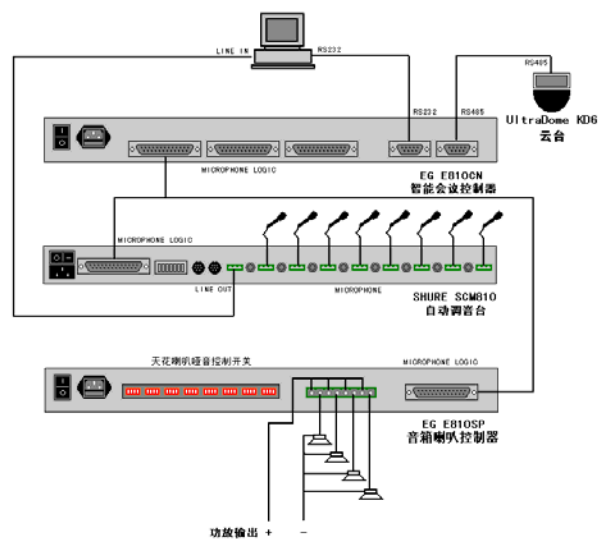 LINE IN
RS232
RS485
RS232
RS485
UltraDome KD6
云台
MICROPHONE LOGIC
EG E810CN
智能会议控制器
MICROPHONE LOGIC
LINE OUT
MICROPHONE
SHURE SCM810
自动调音台
天花喇叭哑音控制开关
MICROPHONE LOGIC
EG E810SP
音箱喇叭控制器
功放输出 + -